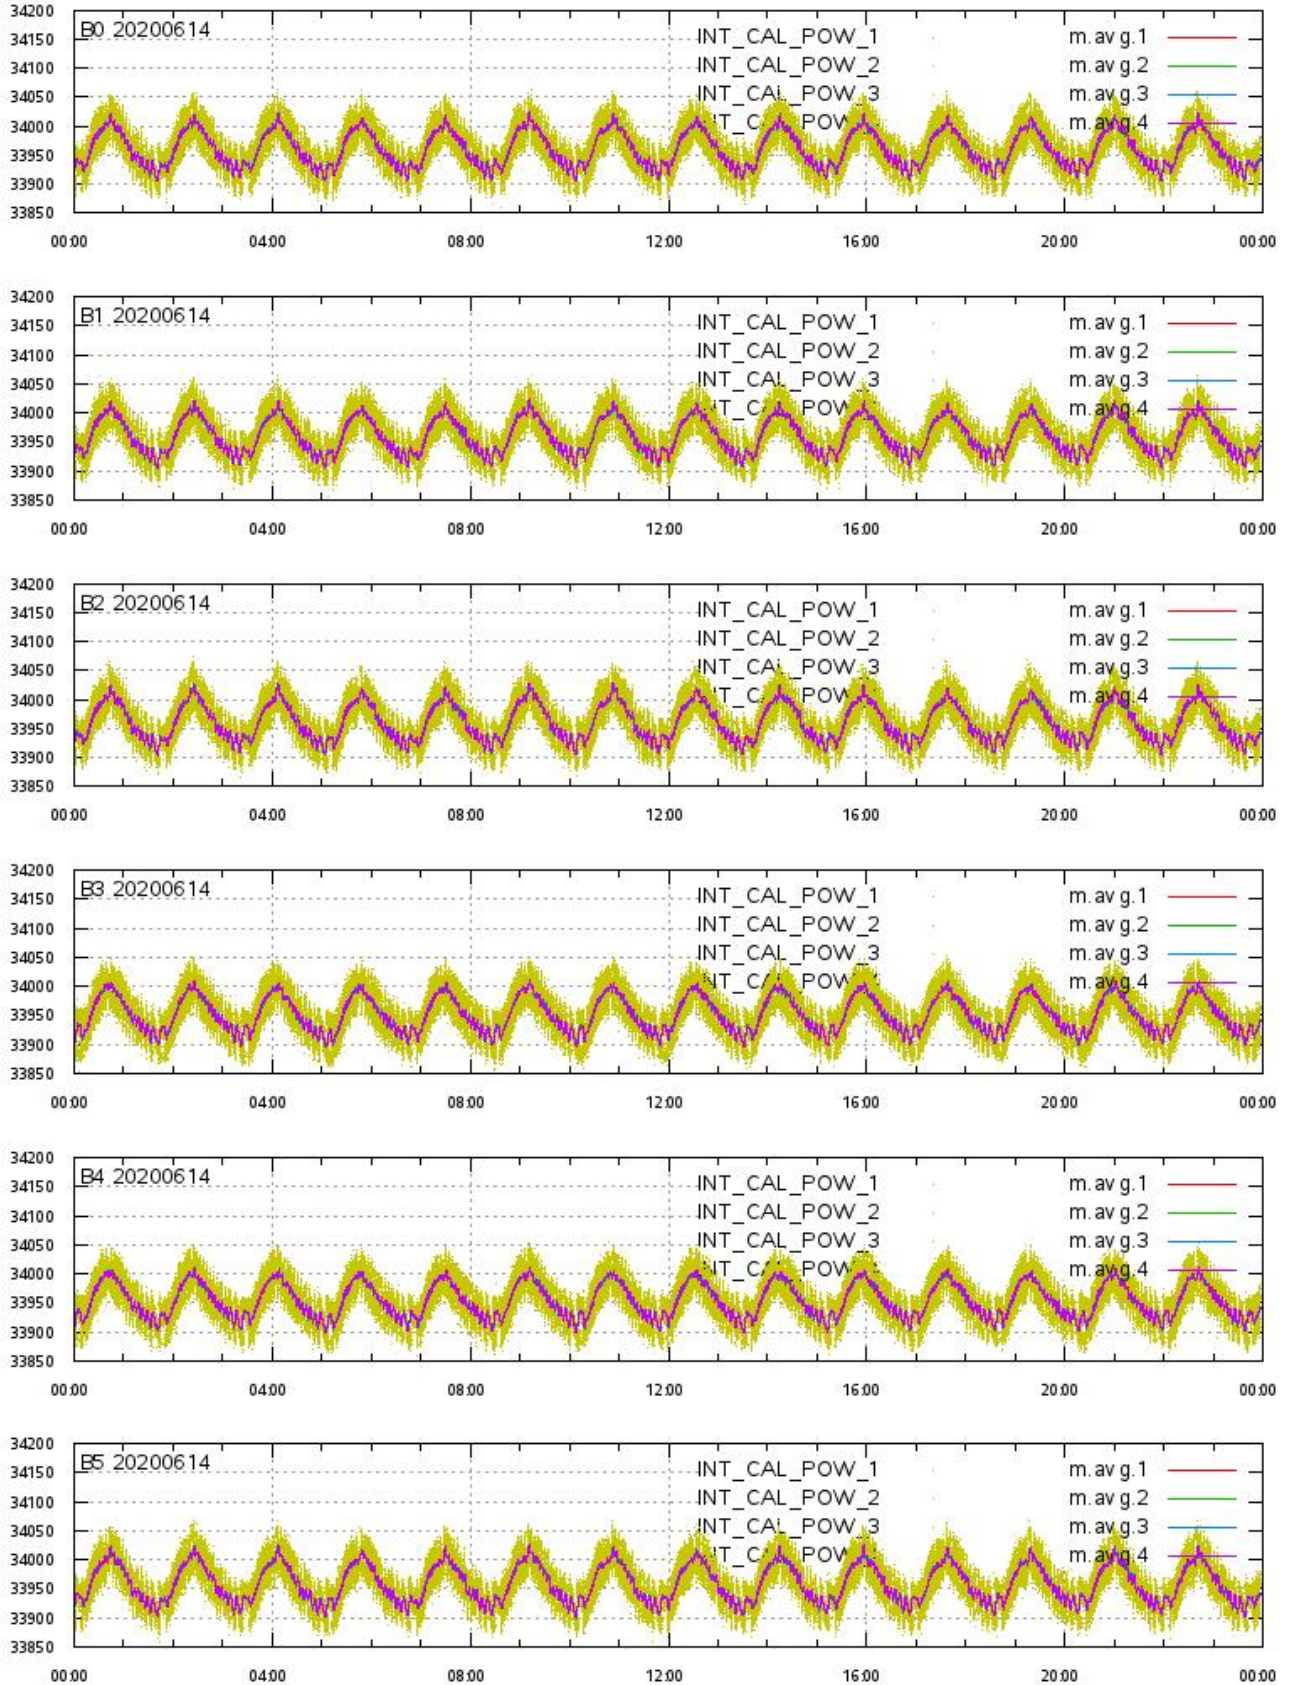 34200
B0 20200614 INT_CAL_POW_1 m.avg.1
34150
INT_CAL_POW_2 m.avg.2
34100
INT_CAL_POW_3 m.avg.3
34050
INT_CAL_POW m.avg.4
34000
33950
33900
33850
00:00 04:00 08:00 12:00 16:00 20:00 00:00
34200
B1 20200614 INT_CAL_POW_1 m.avg.1
34150
INT_CAL_POW_2 m.avg.2
34100
INT_CAL_POW_3 m.avg.3
34050
INT_CAL_POW m.avg.4
34000
33950
33900
33850
00:00 04:00 08:00 12:00 16:00 20:00 00:00
34200
B2 20200614 INT_CAL_POW_1 m.avg.1
34150
INT_CAL_POW_2 m.avg.2
34100
INT_CAL_POW_3 m.avg.3
34050
INT_CAL_POW m.avg.4
34000
33950
33900
33850
00:00 04:00 08:00 12:00 16:00 20:00 00:00
34200
B3 20200614 INT_CAL_POW_1 m.avg.1
34150
INT_CAL_POW_2 m.avg.2
34100
INT_CAL_POW_3 m.avg.3
34050
INT_CAL_POW m.avg.4
34000
33950
33900
33850
00:00 04:00 08:00 12:00 16:00 20:00 00:00
34200
B4 20200614 INT_CAL_POW_1 m.avg.1
34150
INT_CAL_POW_2 m.avg.2
34100
INT_CAL_POW_3 m.avg.3
34050
INT_CAL_POW m.avg.4
34000
33950
33900
33850
00:00 04:00 08:00 12:00 16:00 20:00 00:00
34200
B5 20200614 INT_CAL_POW_1 m.avg.1
34150
INT_CAL_POW_2 m.avg.2
34100
INT_CAL_POW_3 m.avg.3
34050
INT_CAL_POW m.avg.4
34000
33950
33900
33850
00:00 04:00 08:00 12:00 16:00 20:00 00:00